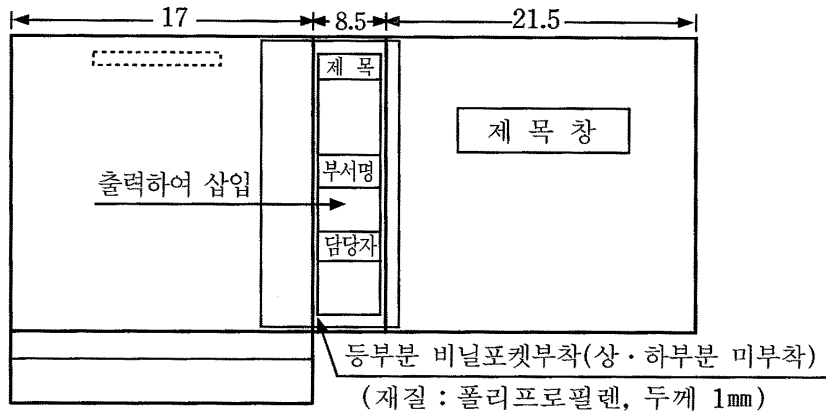 17 8.5 21.5
제 목
제 목 창
부서명
출력하여 삽입
담당자
등부분 비닐포켓부착(상·하부분 미부착)
(재질 : 폴리프로필렌, 두께 1mm)